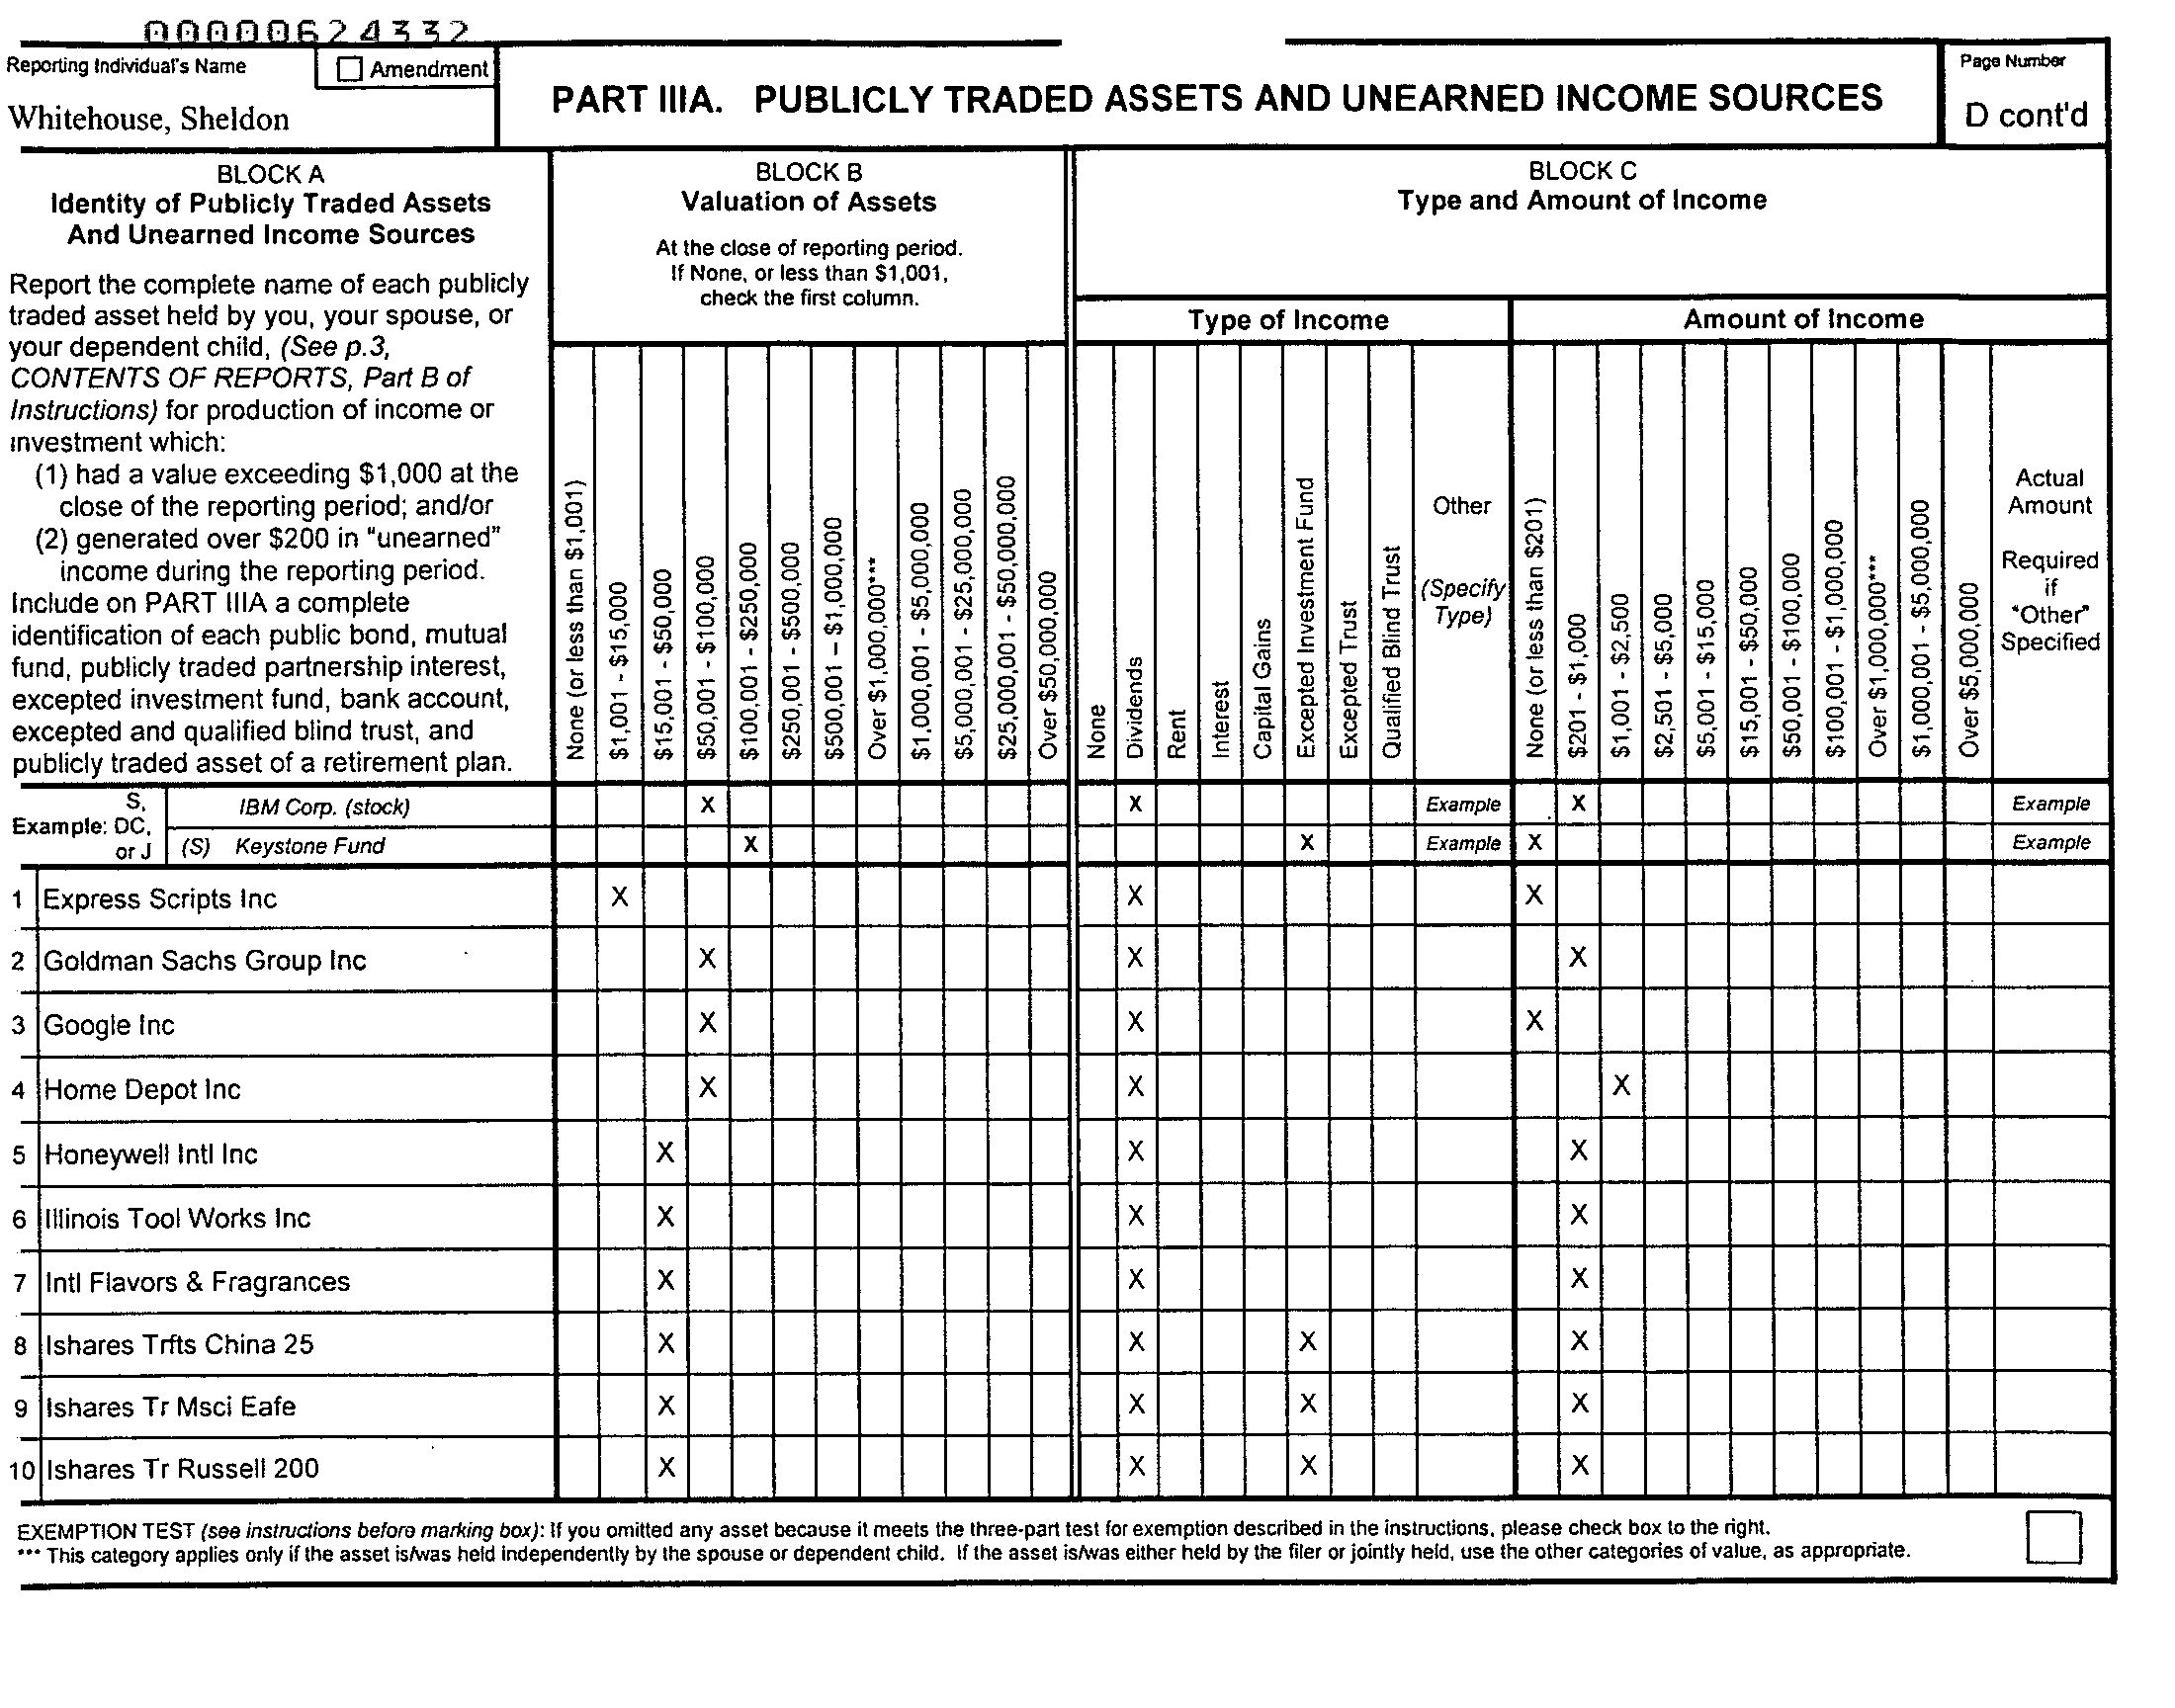 00000624332
Reporting Individual's Name
Amendment
Whitehouse, Sheldon
PART IIIA. PUBLICLY TRADED ASSETS AND UNEARNED INCOME SOURCES
Page Number
D cont'd
BLOCK A
Identity of Publicly Traded Assets
And Unearned Income Sources
Report the complete name of each publicly
traded asset held by you, your spouse, or
your dependent child, (See p.3,
CONTENTS OF REPORTS, Part B of
Instructions) for production of income or
investment which:
(1) had a value exceeding $1,000 at the
close of the reporting period; and/or
(2) generated over $200 in "unearned"
income during the reporting period.
Include on PART IIIA a complete
identification of each public bond, mutual
fund, publicly traded partnership interest,
excepted investment fund, bank account,
excepted and qualified blind trust, and
publicly traded asset of a retirement plan.
BLOCK B
Valuation of Assets
At the close of reporting period.
If None, or less than $1,001,
check the first column.
None (or less than $1,001)
$1,001 - $15,000
$15,001 - $50,000
$50,001 - $100,000
$100,001 - $250,000
$250,001 - $500,000
$500,001 – $1,000,000
Over $1,000,000***
$1,000,001 - $5,000,000
$5,000,001 - $25,000,000
$25,000,001 - $50,000,000
Over $50,000,000
BLOCK C
Type and Amount of Income
Type of Income
None
Dividends
Rent
Interest
Capital Gains
Excepted Investment Fund
Excepted Trust
Qualified Blind Trust
Other
(Specify
Type)
Amount of Income
None (or less than $201)
$201 - $1,000
$1,001 - $2,500
$2,501 - $5,000
$5,001 - $15,000
$15,001 - $50,000
$50,001 - $100,000
$100,001 - $1,000,000
Over $1,000,000***
$1,000,001 - $5,000,000
Over $5,000,000
Actual
Amount
Required
if
"Other"
Specified
Example: S, DC, or J
IBM Corp. (stock) X X Example X Example
(S) Keystone Fund X X Example X Example
1 Express Scripts Inc X X X
2 Goldman Sachs Group Inc X X X
3 Google Inc X X X
4 Home Depot Inc X X X
5 Honeywell Intl Inc X X X
6 Illinois Tool Works Inc X X X
7 Intl Flavors & Fragrances X X X
8 Ishares Trfts China 25 X X X X
9 Ishares Tr Msci Eafe X X X X
10 Ishares Tr Russell 200 X X X X
EXEMPTION TEST (see instructions before marking box): If you omitted any asset because it meets the three-part test for exemption described in the instructions, please check box to the right.
*** This category applies only if the asset is/was held independently by the spouse or dependent child. If the asset is/was either held by the filer or jointly held, use the other categories of value, as appropriate.